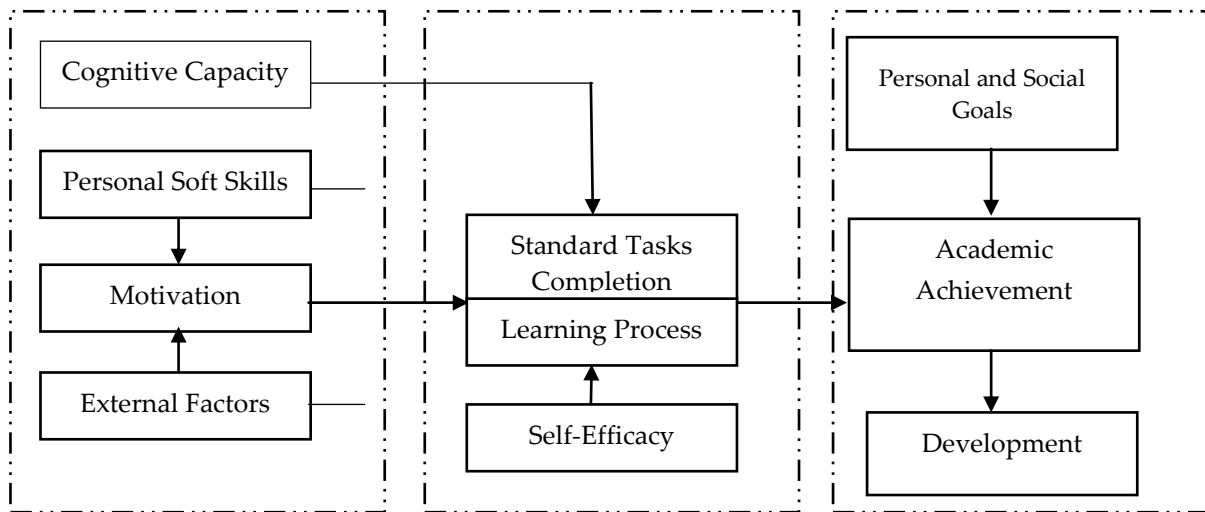 Cognitive Capacity
Personal Soft Skills
Motivation
External Factors
Standard Tasks
Completion
Learning Process
Self-Efficacy
Personal and Social
Goals
Academic
Achievement
Development